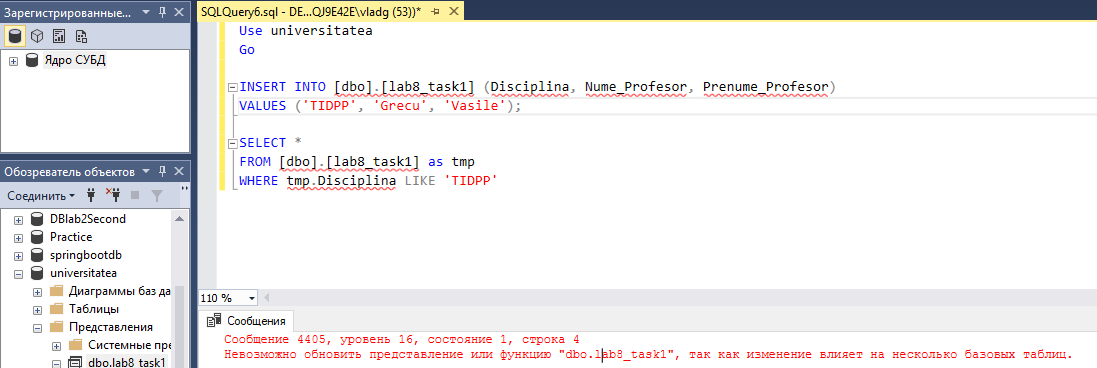 Зарегистрированные...
Ядро СУБД
Обозреватель объектов
Соединить
DBlab2Second
Practice
springbootdb
universitatea
Диаграммы баз да
Таблицы
Представления
Системные пре
dbo.lab8_task1
SQLQuery6.sql - DE...QJ9E42E\vladg (53))*
Use universitatea
Go
INSERT INTO [dbo].[lab8_task1] (Disciplina, Nume_Profesor, Prenume_Profesor)
VALUES ('TIDPP', 'Grecu', 'Vasile');
SELECT *
FROM [dbo].[lab8_task1] as tmp
WHERE tmp.Disciplina LIKE 'TIDPP'
110 %
Сообщения
Сообщение 4405, уровень 16, состояние 1, строка 4
Невозможно обновить представление или функцию "dbo.lab8_task1", так как изменение влияет на несколько базовых таблиц.